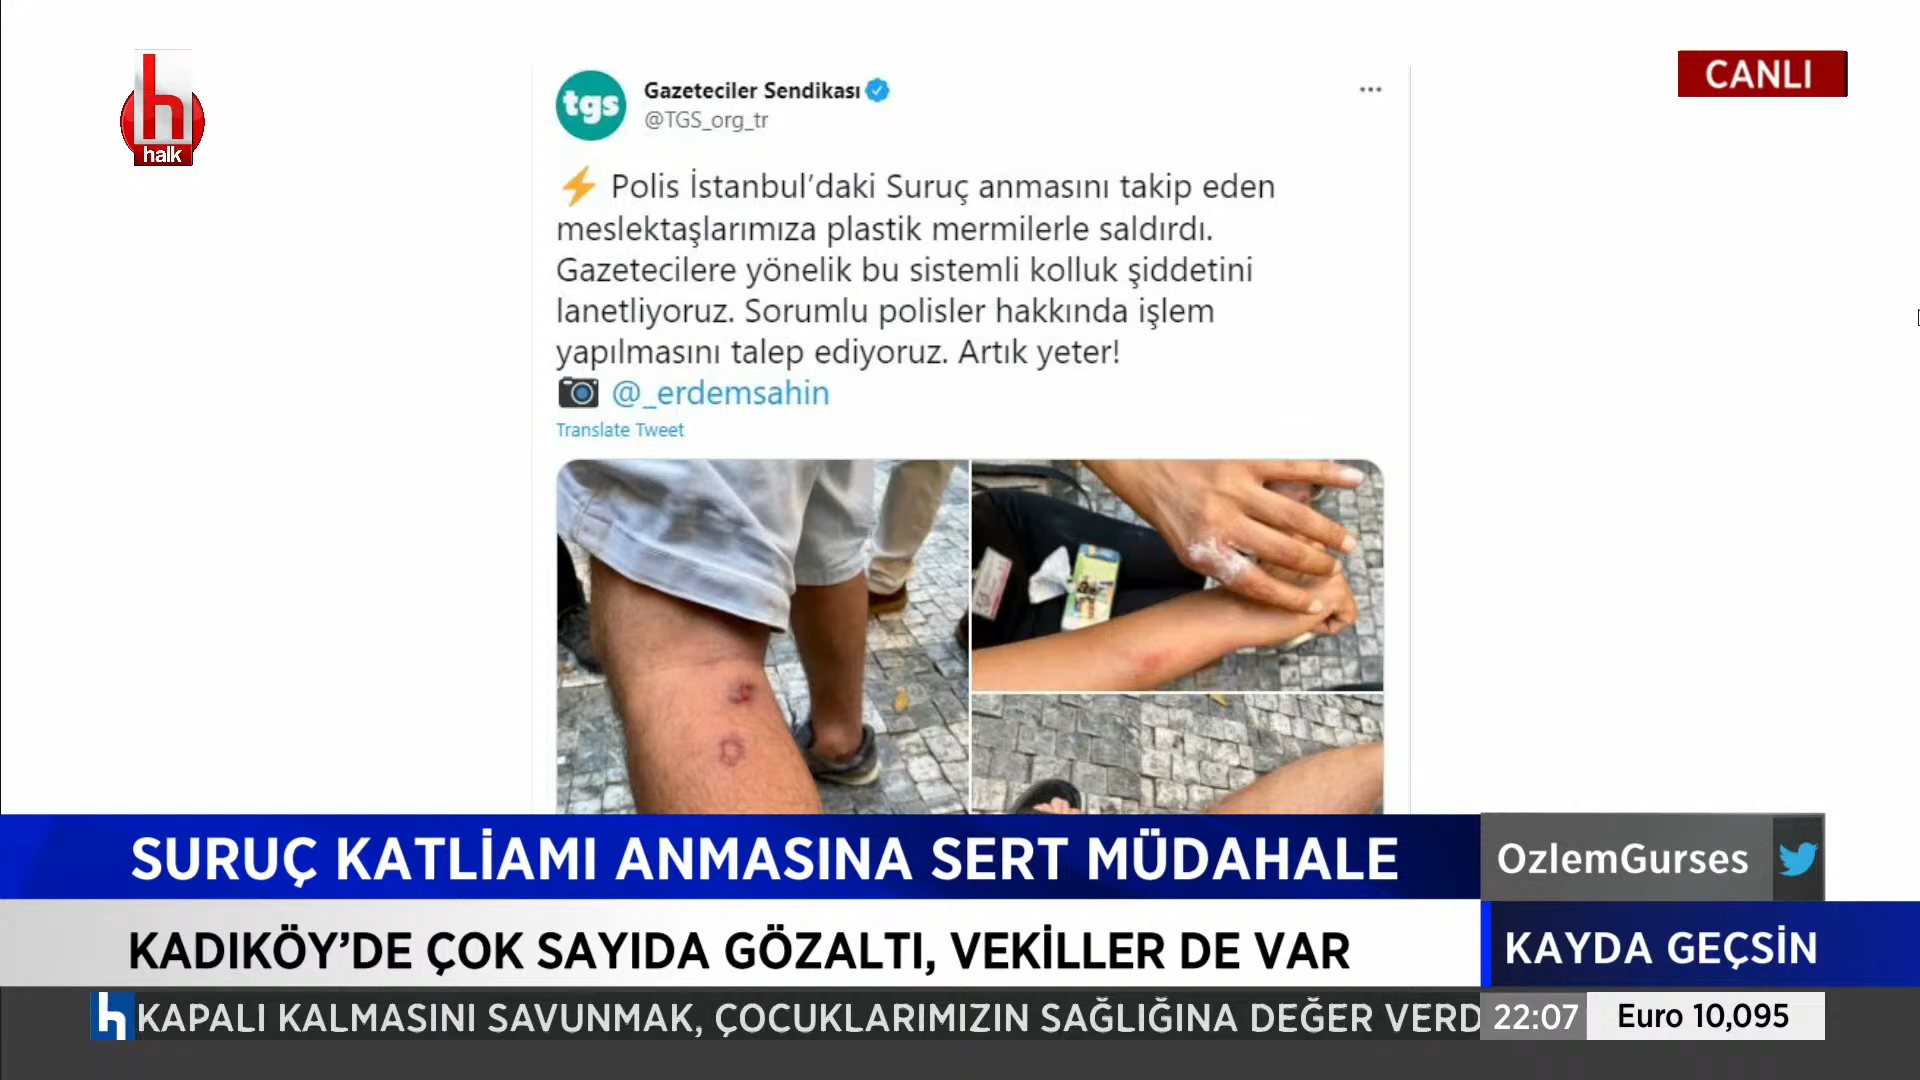 h
halk
CANLI
tgs
Gazeteciler Sendikası
@TGS_org_tr
Polis İstanbul'daki Suruç anmasını takip eden
meslektaşlarımıza plastik mermilerle saldırdı.
Gazetecilere yönelik bu sistemli kolluk şiddetini
lanetliyoruz. Sorumlu polisler hakkında işlem
yapılmasını talep ediyoruz. Artık yeter!
@_erdemsahin
Translate Tweet
SURUÇ KATLİAMI ANMASINA SERT MÜDAHALE
OzlemGurses
KADIKÖY'DE ÇOK SAYIDA GÖZALTI, VEKİLLER DE VAR
KAYDA GEÇSİN
h KAPALI KALMASINI SAVUNMAK, ÇOCUKLARIMIZIN SAĞLIĞINA DEĞER VERD
22:07
Euro 10,095